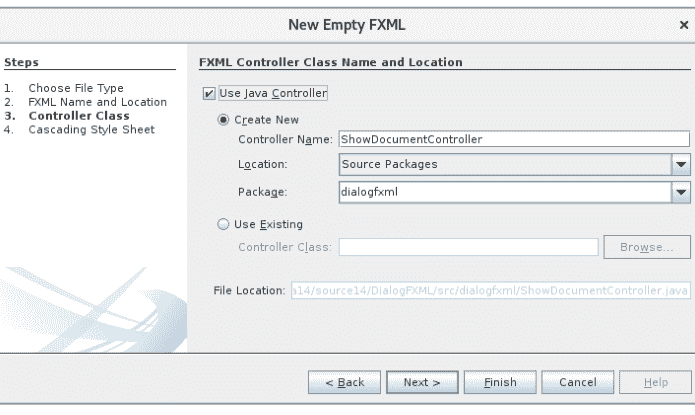 New Empty FXML
Steps
1. Choose File Type
2. FXML Name and Location
3. Controller Class
4. Cascading Style Sheet
FXML Controller Class Name and Location
Use Java Controller
Create New
Controller Name: ShowDocumentController
Location: Source Packages
Package: dialogfxml
Use Existing
Controller Class:
Browse...
File Location: a14/source14/DialogFXML/src/dialogfxml/ShowDocumentController.java
< Back Next > Finish Cancel Help